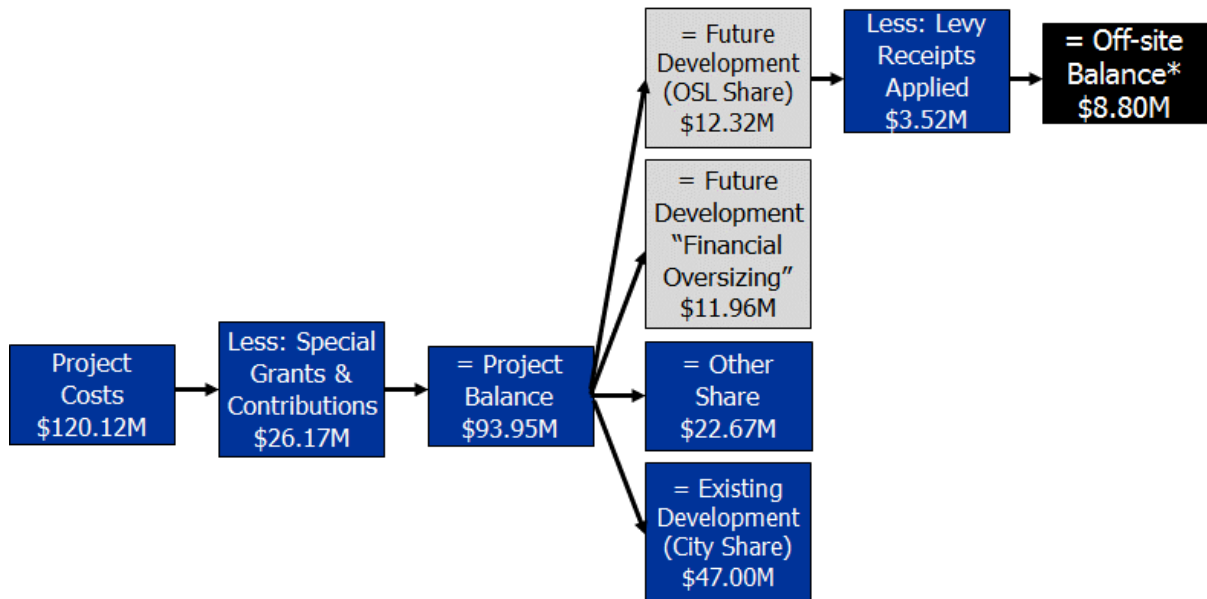 Project
Costs
$120.12M
Less: Special
Grants &
Contributions
$26.17M
= Project
Balance
$93.95M
= Future
Development
(OSL Share)
$12.32M
Less: Levy
Receipts
Applied
$3.52M
= Off-site
Balance*
$8.80M
= Future
Development
“Financial
Oversizing”
$11.96M
= Other
Share
$22.67M
= Existing
Development
(City Share)
$47.00M